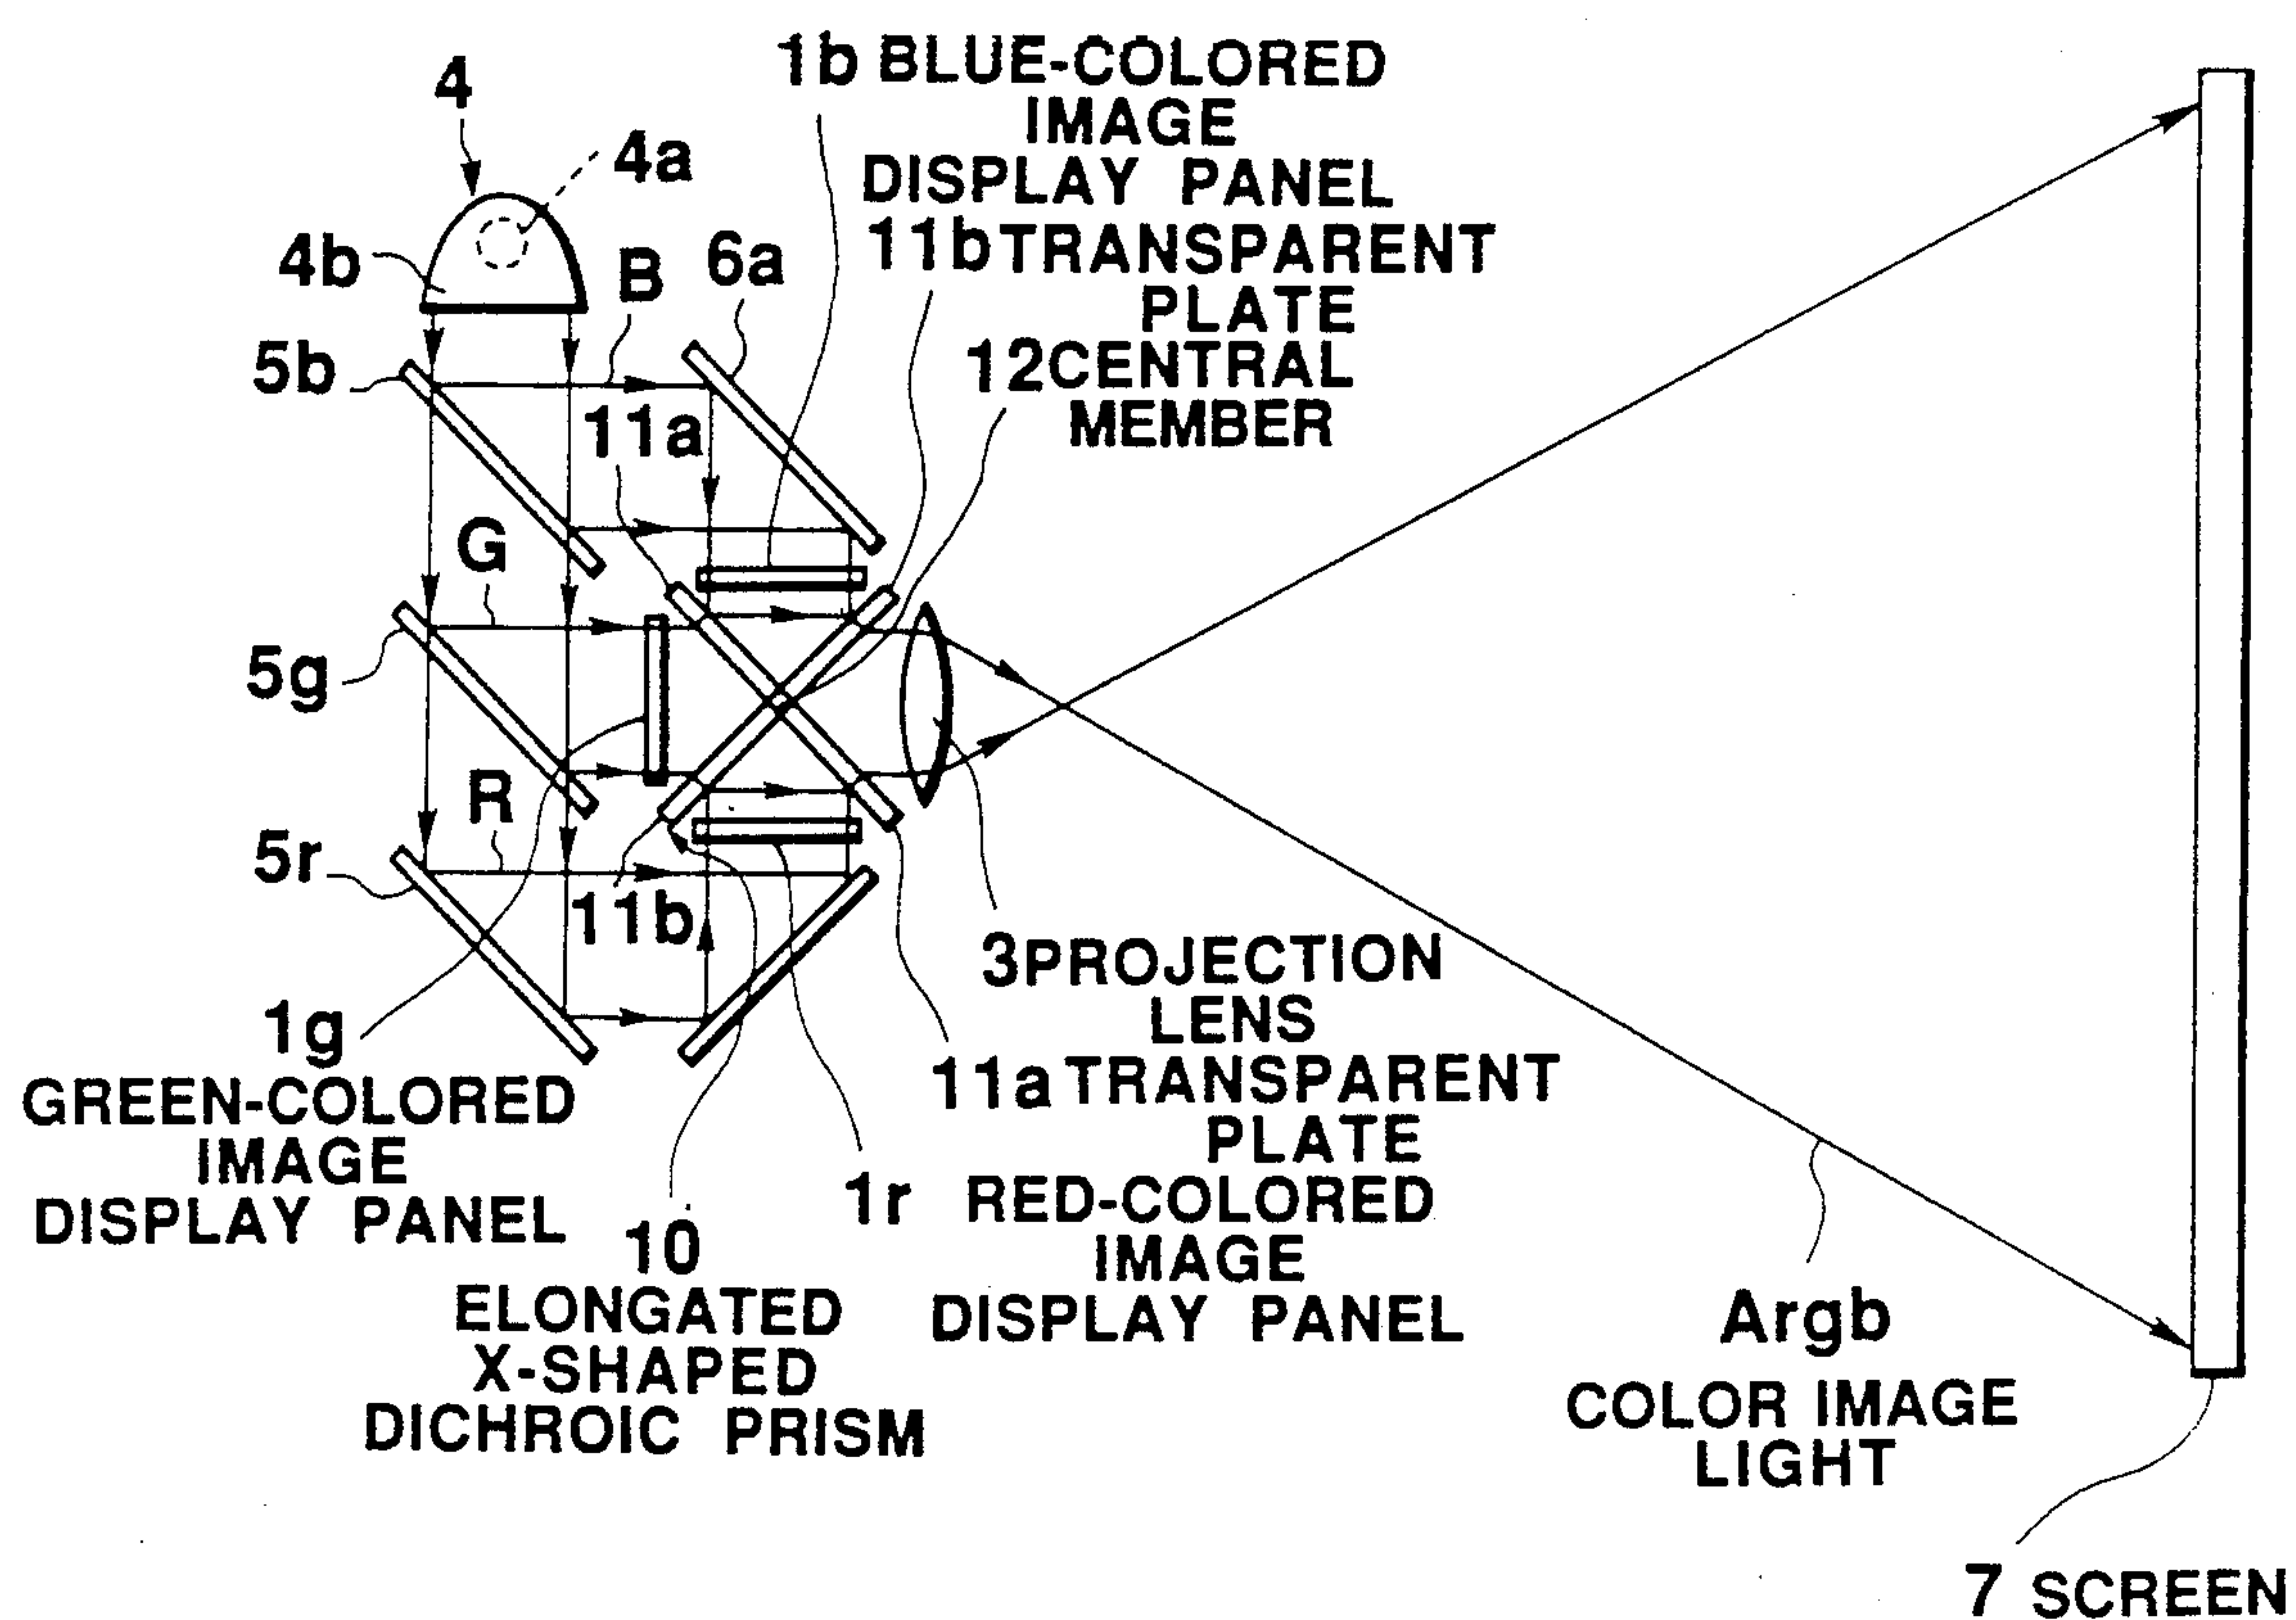 4
4a
4b
1b BLUE-COLORED
IMAGE
DISPLAY PANEL
11b TRANSPARENT
PLATE
12 CENTRAL
MEMBER
B
6a
5b
11a
G
5g
R
5r
11b
1g
GREEN-COLORED
IMAGE
DISPLAY PANEL
3 PROJECTION
LENS
11a TRANSPARENT
PLATE
1r RED-COLORED
IMAGE
DISPLAY PANEL
10
ELONGATED
X-SHAPED
DICHROIC PRISM
Argb
COLOR IMAGE
LIGHT
7 SCREEN